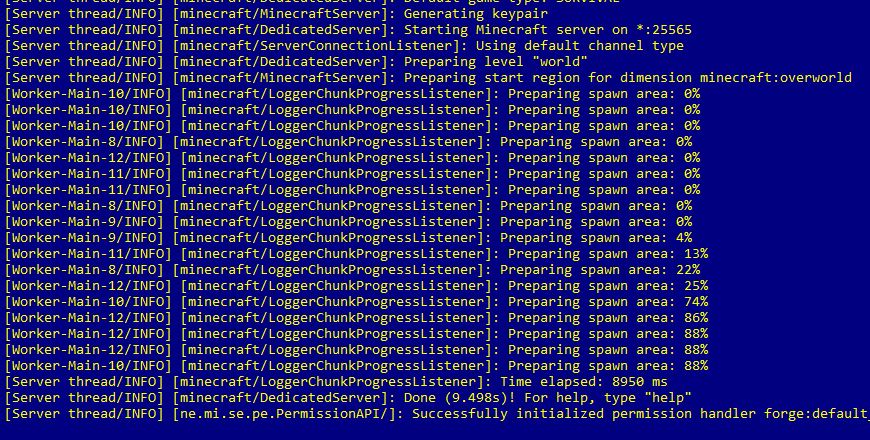 [Server thread/INFO] [minecraft/DedicatedServer]: Default game type: SURVIVAL
[Server thread/INFO] [minecraft/MinecraftServer]: Generating keypair
[Server thread/INFO] [minecraft/DedicatedServer]: Starting Minecraft server on *:25565
[Server thread/INFO] [minecraft/ServerConnectionListener]: Using default channel type
[Server thread/INFO] [minecraft/DedicatedServer]: Preparing level "world"
[Server thread/INFO] [minecraft/MinecraftServer]: Preparing start region for dimension minecraft:overworld
[Worker-Main-10/INFO] [minecraft/LoggerChunkProgressListener]: Preparing spawn area: 0%
[Worker-Main-10/INFO] [minecraft/LoggerChunkProgressListener]: Preparing spawn area: 0%
[Worker-Main-10/INFO] [minecraft/LoggerChunkProgressListener]: Preparing spawn area: 0%
[Worker-Main-8/INFO] [minecraft/LoggerChunkProgressListener]: Preparing spawn area: 0%
[Worker-Main-12/INFO] [minecraft/LoggerChunkProgressListener]: Preparing spawn area: 0%
[Worker-Main-11/INFO] [minecraft/LoggerChunkProgressListener]: Preparing spawn area: 0%
[Worker-Main-11/INFO] [minecraft/LoggerChunkProgressListener]: Preparing spawn area: 0%
[Worker-Main-8/INFO] [minecraft/LoggerChunkProgressListener]: Preparing spawn area: 0%
[Worker-Main-9/INFO] [minecraft/LoggerChunkProgressListener]: Preparing spawn area: 0%
[Worker-Main-9/INFO] [minecraft/LoggerChunkProgressListener]: Preparing spawn area: 4%
[Worker-Main-11/INFO] [minecraft/LoggerChunkProgressListener]: Preparing spawn area: 13%
[Worker-Main-8/INFO] [minecraft/LoggerChunkProgressListener]: Preparing spawn area: 22%
[Worker-Main-12/INFO] [minecraft/LoggerChunkProgressListener]: Preparing spawn area: 25%
[Worker-Main-10/INFO] [minecraft/LoggerChunkProgressListener]: Preparing spawn area: 74%
[Worker-Main-12/INFO] [minecraft/LoggerChunkProgressListener]: Preparing spawn area: 86%
[Worker-Main-12/INFO] [minecraft/LoggerChunkProgressListener]: Preparing spawn area: 88%
[Worker-Main-12/INFO] [minecraft/LoggerChunkProgressListener]: Preparing spawn area: 88%
[Worker-Main-10/INFO] [minecraft/LoggerChunkProgressListener]: Preparing spawn area: 88%
[Server thread/INFO] [minecraft/LoggerChunkProgressListener]: Time elapsed: 8950 ms
[Server thread/INFO] [minecraft/DedicatedServer]: Done (9.498s)! For help, type "help"
[Server thread/INFO] [ne.mi.se.pe.PermissionAPI/]: Successfully initialized permission handler forge:default_